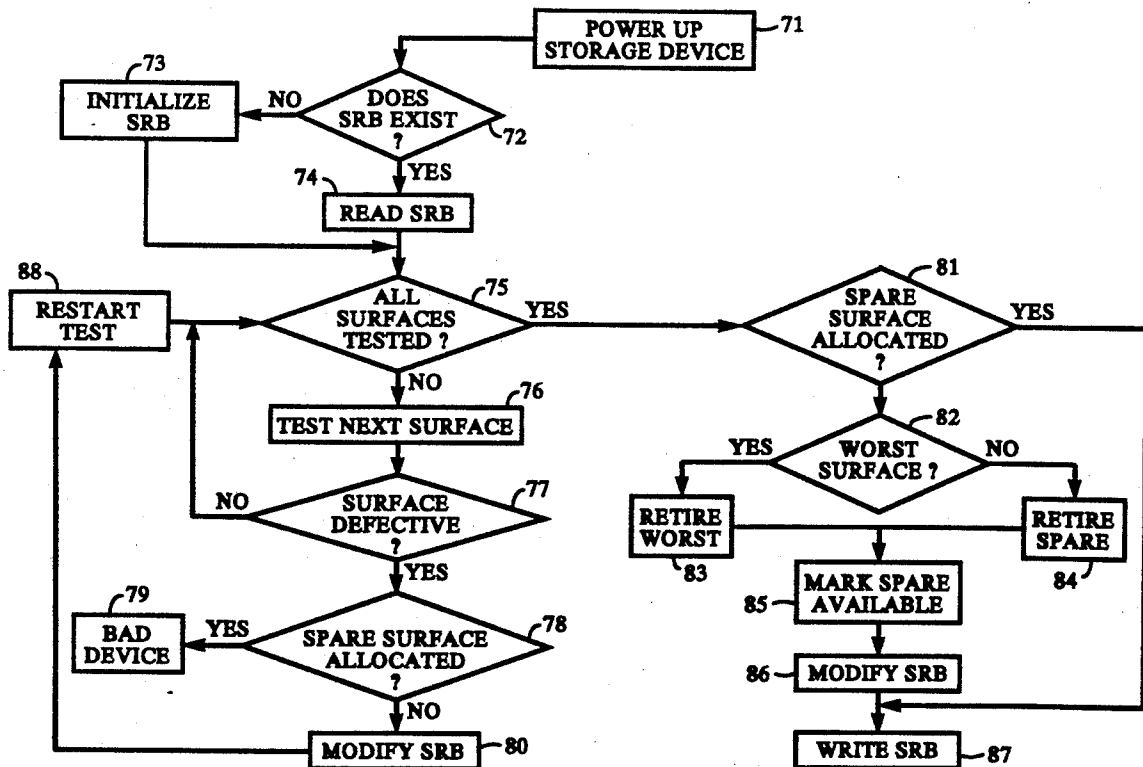 POWER UP
STORAGE DEVICE
71
73
INITIALIZE
SRB
NO
DOES
SRB EXIST
?
72
YES
74
READ SRB
88
RESTART
TEST
ALL
SURFACES
TESTED ?
75
YES
NO
81
SPARE
SURFACE
ALLOCATED
?
YES
76
TEST NEXT SURFACE
82
YES
WORST
SURFACE ?
NO
NO
SURFACE
DEFECTIVE
?
77
YES
RETIRE
WORST
83
RETIRE
SPARE
84
79
BAD
DEVICE
YES
SPARE SURFACE
ALLOCATED
?
78
NO
85
MARK SPARE
AVAILABLE
86
MODIFY SRB
MODIFY SRB
80
WRITE SRB
87